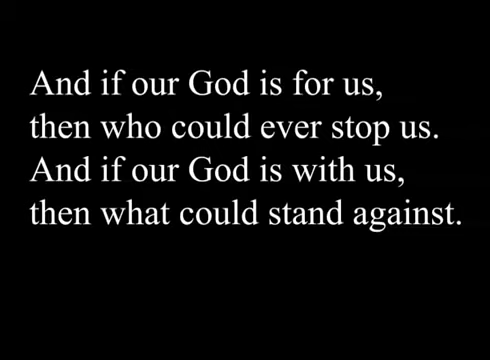 And if our God is for us,
then who could ever stop us.
And if our God is with us,
then what could stand against.